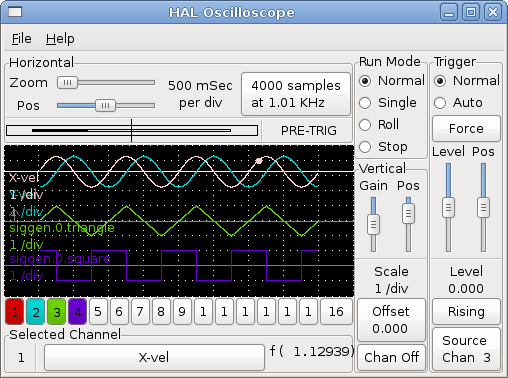 HAL Oscilloscope
File Help
Horizontal
Zoom
Pos
500 mSec
per div
4000 samples
at 1.01 KHz
PRE-TRIG
X-vel
1 /div
1 /div
siggen.0.triangle
1 /div
siggen.0.square
1 /div
1 2 3 4 5 6 7 8 9 1 1 1 1 1 1 16
Selected Channel
1 X-vel f( 1.12939)
Run Mode
Normal
Single
Roll
Stop
Vertical
Gain Pos
Scale
1 /div
Offset
0.000
Chan Off
Trigger
Normal
Auto
Force
Level Pos
Level
0.000
Rising
Source
Chan 3